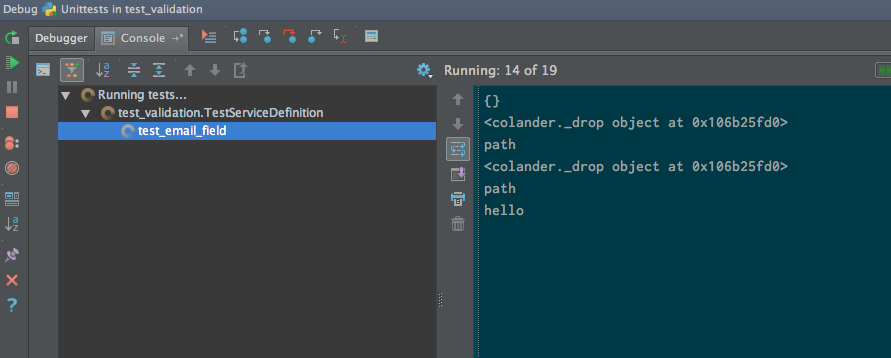 Debug Unittests in test_validation
Debugger Console
Running: 14 of 19
Running tests...
test_validation.TestServiceDefinition
test_email_field
{}
<colander._drop object at 0x106b25fd0>
path
<colander._drop object at 0x106b25fd0>
path
hello